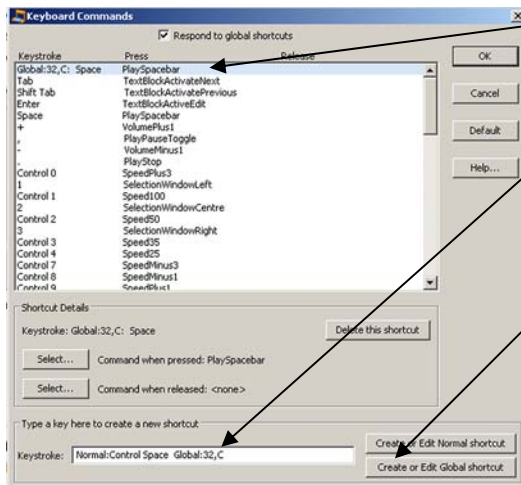 Keyboard Commands
Respond to global shortcuts
Keystroke Press Release
Global:32,C: Space PlaySpacebar
Tab TextBlockActivateNext
Shift Tab TextBlockActivatePrevious
Enter TextBlockActiveEdit
Space PlaySpacebar
+ VolumePlus1
, PlayPauseToggle
- VolumeMinus1
. PlayStop
Control 0 SpeedPlus3
1 SelectionWindowLeft
Control 1 Speed100
2 SelectionWindowCentre
Control 2 Speed50
3 SelectionWindowRight
Control 3 Speed35
Control 4 Speed25
Control 7 SpeedMinus3
Control 8 SpeedMinus1
Control 9 SpeedPlus1
OK
Cancel
Default
Help...
Shortcut Details
Keystroke: Global:32,C: Space Delete this shortcut
Select... Command when pressed: PlaySpacebar
Select... Command when released: <none>
Type a key here to create a new shortcut
Keystroke: Normal:Control Space Global:32,C
Create or Edit Normal shortcut
Create or Edit Global shortcut